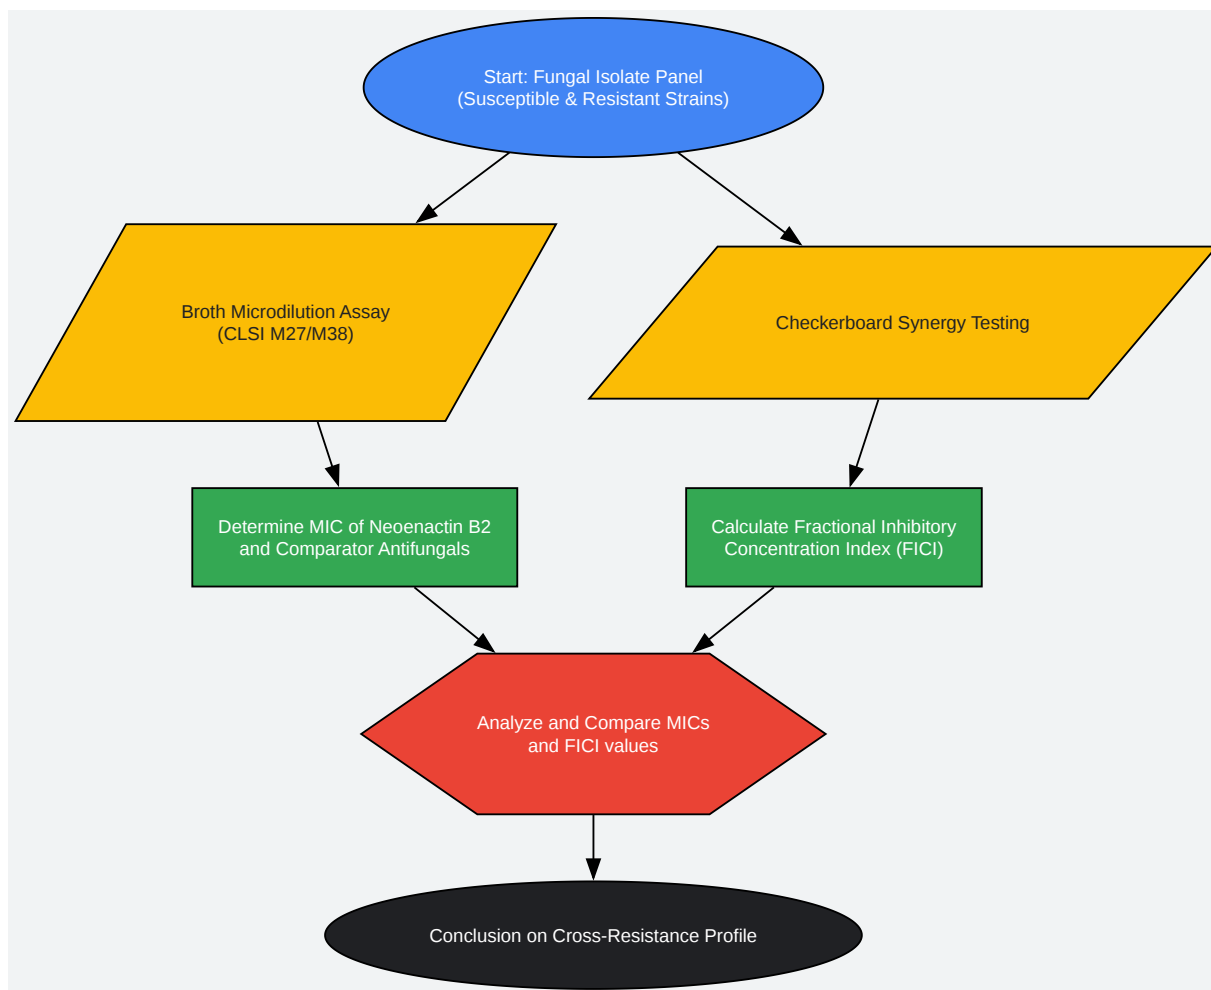 Start: Fungal Isolate Panel
(Susceptible & Resistant Strains)
Broth Microdilution Assay
(CLSI M27/M38)
Checkerboard Synergy Testing
Determine MIC of Neoenactin B2
and Comparator Antifungals
Calculate Fractional Inhibitory
Concentration Index (FICI)
Analyze and Compare MICs
and FICI values
Conclusion on Cross-Resistance Profile